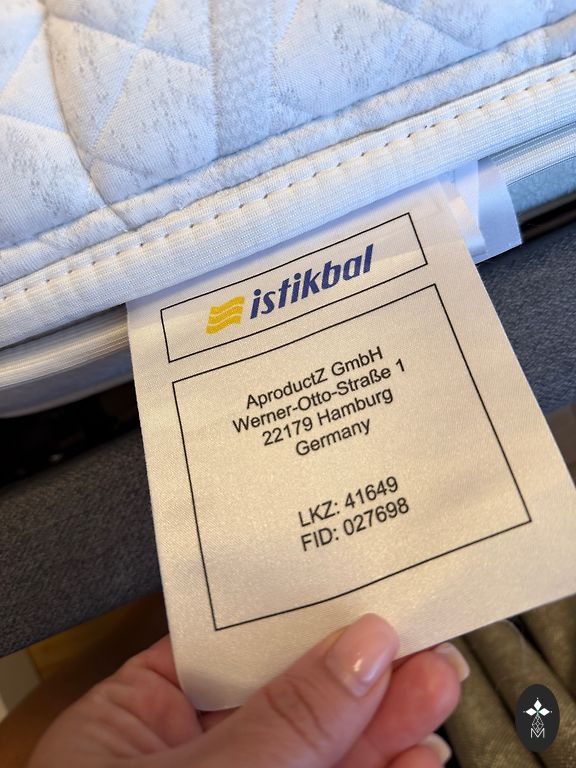 istikbal
AproductZ GmbH
Werner-Otto-Straße 1
22179 Hamburg
Germany
LKZ: 41649
FID: 027698
M